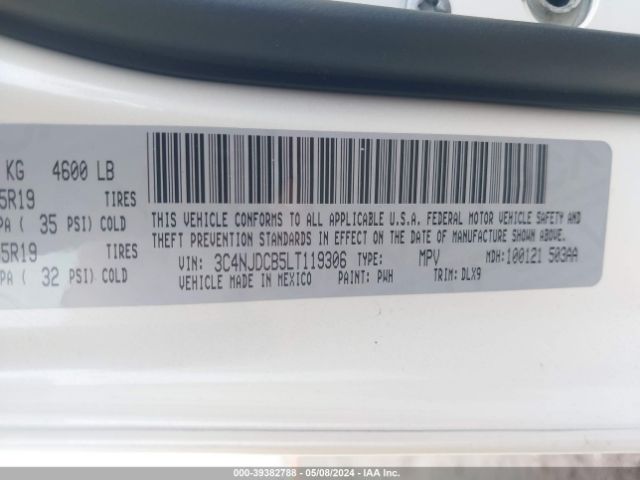 KG 4600 LB
5R19 TIRES
PA ( 35 PSI) COLD
5R19 TIRES
PA ( 32 PSI) COLD
THIS VEHICLE CONFORMS TO ALL APPLICABLE U.S.A. FEDERAL MOTOR VEHICLE SAFETY AND
THEFT PREVENTION STANDARDS IN EFFECT ON THE DATE OF MANUFACTURE SHOWN ABOVE.
VIN: 3C4NJDCB5LT119306 TYPE: MPV MDH:100121 503AA
VEHICLE MADE IN MEXICO PAINT: PWH TRIM: DLX9
000-39382788 - 05/08/2024 - IAA Inc.